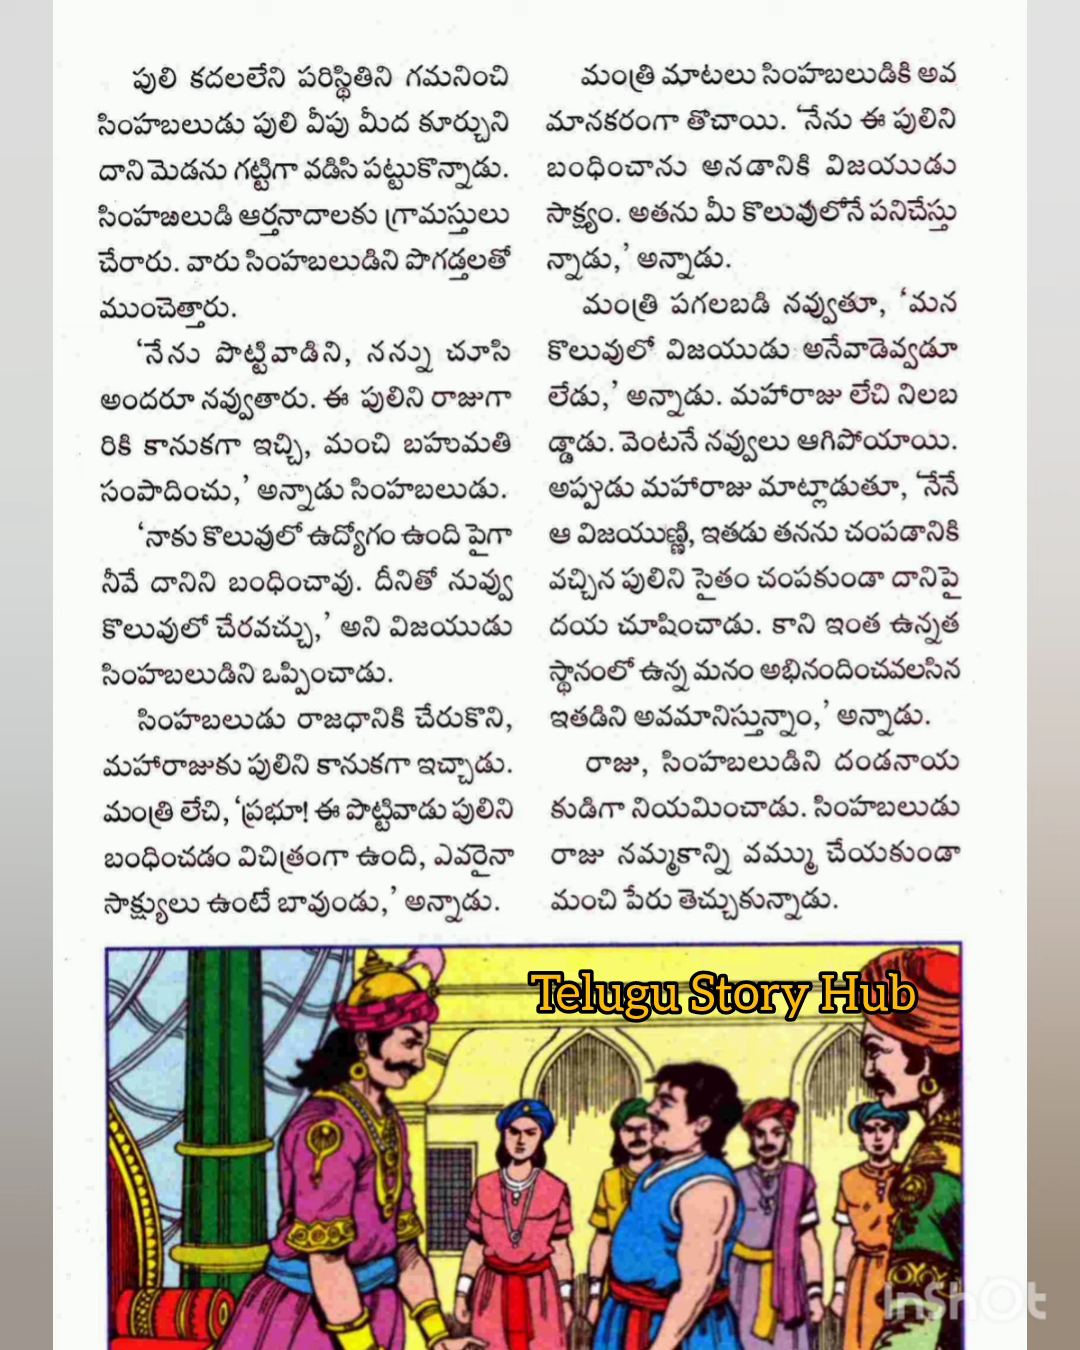 పులి కదలలేని పరిస్థితిని గమనించి
సింహబలుడు పులి వీపు మీద కూర్చుని
దాని మెడను గట్టిగా వడిసి పట్టుకొన్నాడు.
సింహబలుడి ఆర్తనాదాలకు గ్రామస్తులు
చేరారు. వారు సింహబలుడిని పొగడ్తలతో
ముంచెత్తారు.
‘నేను పొట్టివాడిని, నన్ను చూసి
అందరూ నవ్వుతారు. ఈ పులిని రాజుగా
రికి కానుకగా ఇచ్చి, మంచి బహుమతి
సంపాదించు,’ అన్నాడు సింహబలుడు.
‘నాకు కొలువులో ఉద్యోగం ఉంది పైగా
నీవే దానిని బంధించావు. దీనితో నువ్వు
కొలువులో చేరవచ్చు,’ అని విజయుడు
సింహబలుడిని ఒప్పించాడు.
సింహబలుడు రాజధానికి చేరుకొని,
మహారాజుకు పులిని కానుకగా ఇచ్చాడు.
మంత్రి లేచి, ‘ప్రభూ! ఈ పొట్టివాడు పులిని
బంధించడం విచిత్రంగా ఉంది, ఎవరైనా
సాక్ష్యులు ఉంటే బావుండు,’ అన్నాడు.
మంత్రి మాటలు సింహబలుడికి అవ
మానకరంగా తోచాయి. ‘నేను ఈ పులిని
బంధించాను అనడానికి విజయుడు
సాక్ష్యం. అతను మీ కొలువులోనే పనిచేస్తు
న్నాడు,’ అన్నాడు.
మంత్రి పగలబడి నవ్వుతూ, ‘మన
కొలువులో విజయుడు అనేవాడెవ్వడూ
లేడు,’ అన్నాడు. మహారాజు లేచి నిలబ
డ్డాడు. వెంటనే నవ్వులు ఆగిపోయాయి.
అప్పుడు మహారాజు మాట్లాడుతూ, ‘నేనే
ఆ విజయుణ్ణి, ఇతడు తనను చంపడానికి
వచ్చిన పులిని సైతం చంపకుండా దానిపై
దయ చూపించాడు. కాని ఇంత ఉన్నత
స్థానంలో ఉన్న మనం అభినందించవలసిన
ఇతడిని అవమానిస్తున్నాం,’ అన్నాడు.
రాజు, సింహబలుడిని దండనాయ
కుడిగా నియమించాడు. సింహబలుడు
రాజు నమ్మకాన్ని వమ్ము చేయకుండా
మంచి పేరు తెచ్చుకున్నాడు.
Telugu Story Hub
InShOt